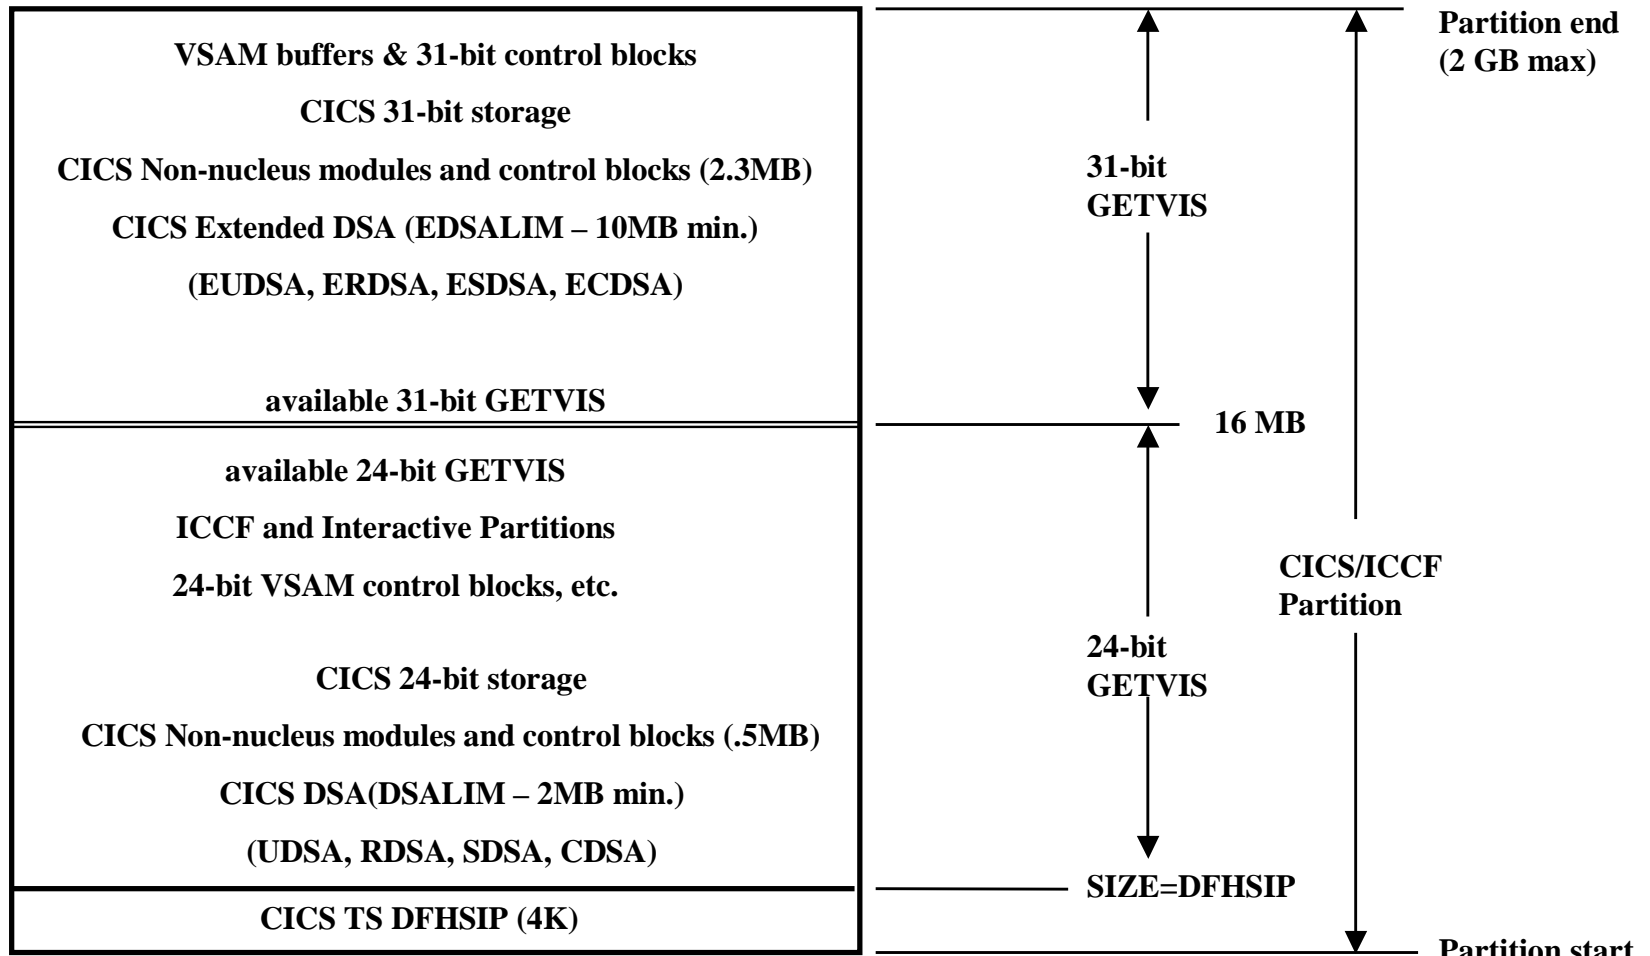 VSAM buffers & 31-bit control blocks
CICS 31-bit storage
CICS Non-nucleus modules and control blocks (2.3MB)
CICS Extended DSA (EDSALIM – 10MB min.)
(EUDSA, ERDSA, ESDSA, ECDSA)
available 31-bit GETVIS
available 24-bit GETVIS
ICCF and Interactive Partitions
24-bit VSAM control blocks, etc.
CICS 24-bit storage
CICS Non-nucleus modules and control blocks (.5MB)
CICS DSA(DSALIM – 2MB min.)
(UDSA, RDSA, SDSA, CDSA)
CICS TS DFHSIP (4K)
31-bit
GETVIS
16 MB
24-bit
GETVIS
SIZE=DFHSIP
CICS/ICCF
Partition
Partition end
(2 GB max)
Partition start